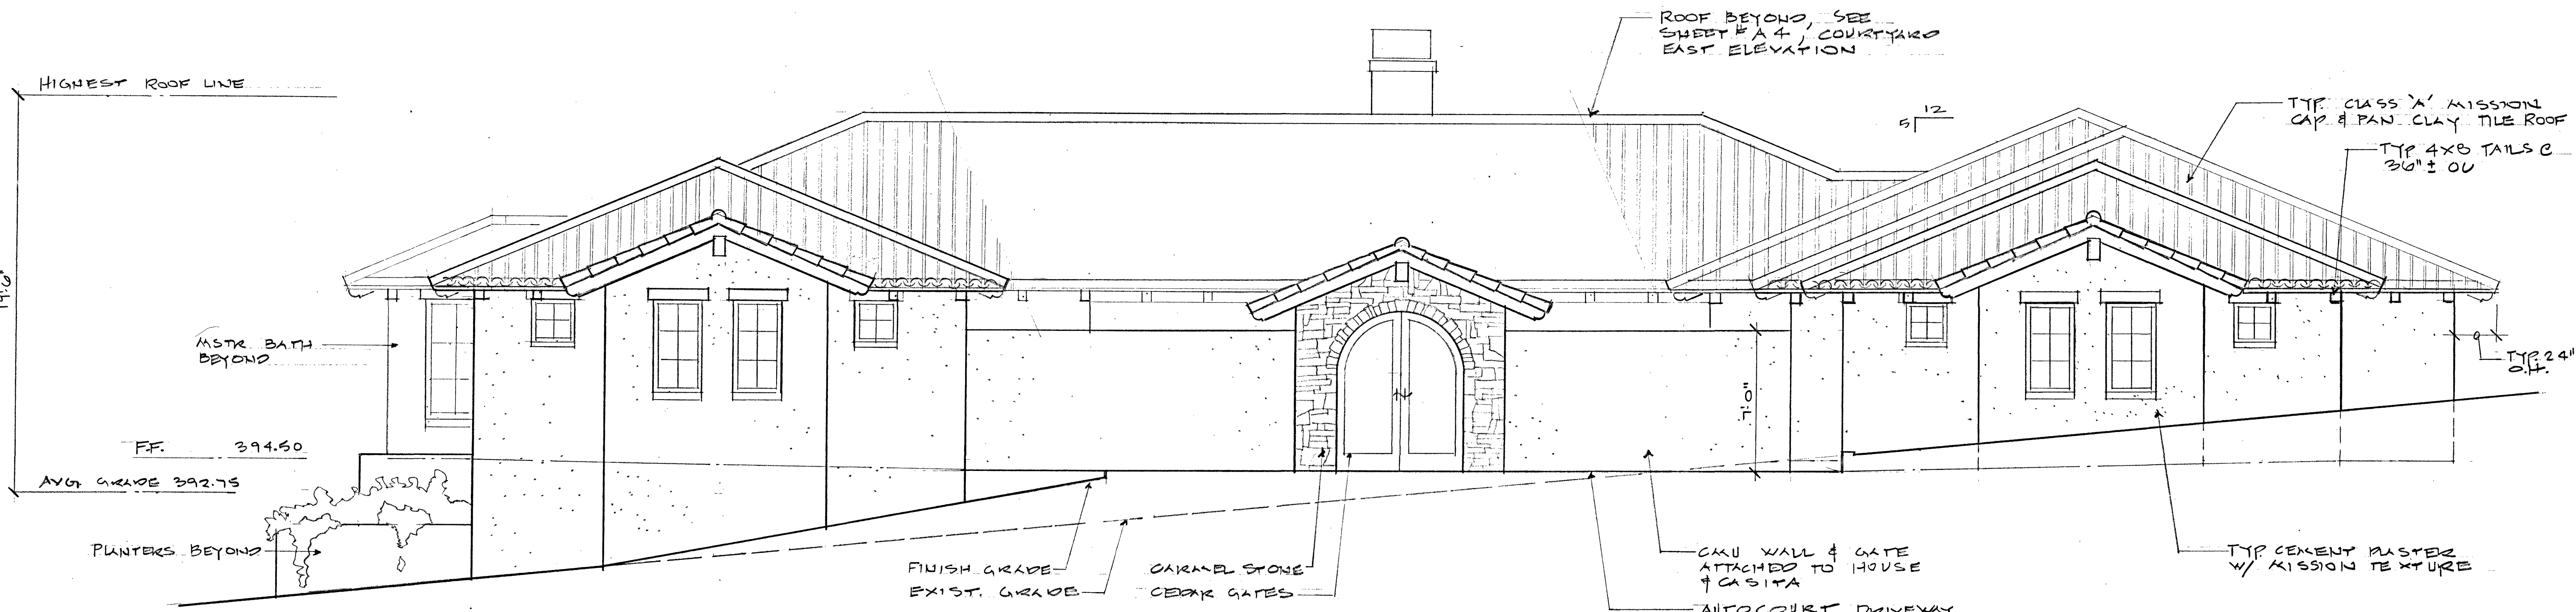 ROOF BEYOND, SEE
SHEET # A4, COURTYARD
EAST ELEVATION
HIGHEST ROOF LINE
12
5
TYP. CLASS 'A' MISSION
CAP & PAN CLAY TILE ROOF
TYP. 4X8 TAILS @
36" ± OC
19'.6"
MSTR BATH
BEYOND
TYP. 24"
O.H.
7'.0"
F.F. 394.50
AVG. GRADE 392.75
PLANTERS BEYOND
FINISH GRADE
EXIST. GRADE
CARMEL STONE
CEDAR GATES
CMU WALL & GATE
ATTACHED TO HOUSE
& CASITA
AUTOCOURT DRIVEWAY
TYP. CEMENT PLASTER
W/ MISSION TEXTURE